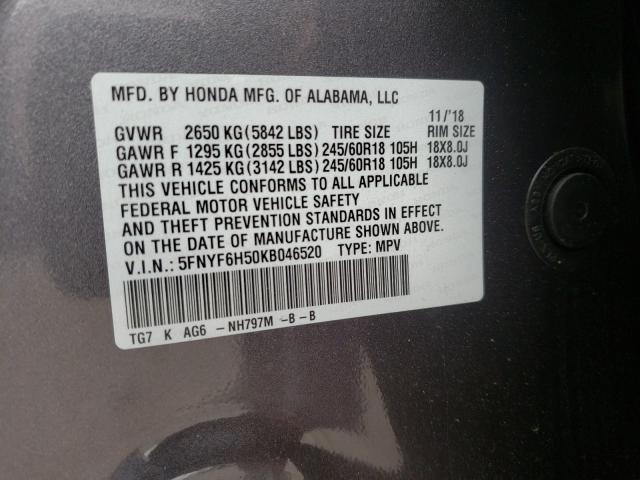 MFD. BY HONDA MFG. OF ALABAMA, LLC
11/'18
GVWR 2650 KG (5842 LBS) TIRE SIZE RIM SIZE
GAWR F 1295 KG (2855 LBS) 245/60R18 105H 18X8.0J
GAWR R 1425 KG (3142 LBS) 245/60R18 105H 18X8.0J
THIS VEHICLE CONFORMS TO ALL APPLICABLE
FEDERAL MOTOR VEHICLE SAFETY
AND THEFT PREVENTION STANDARDS IN EFFECT
ON THE DATE OF MANUFACTURE SHOWN ABOVE.
V.I.N.: 5FNYF6H50KB046520 TYPE: MPV
TG7 K AG6 -NH797M -B-B